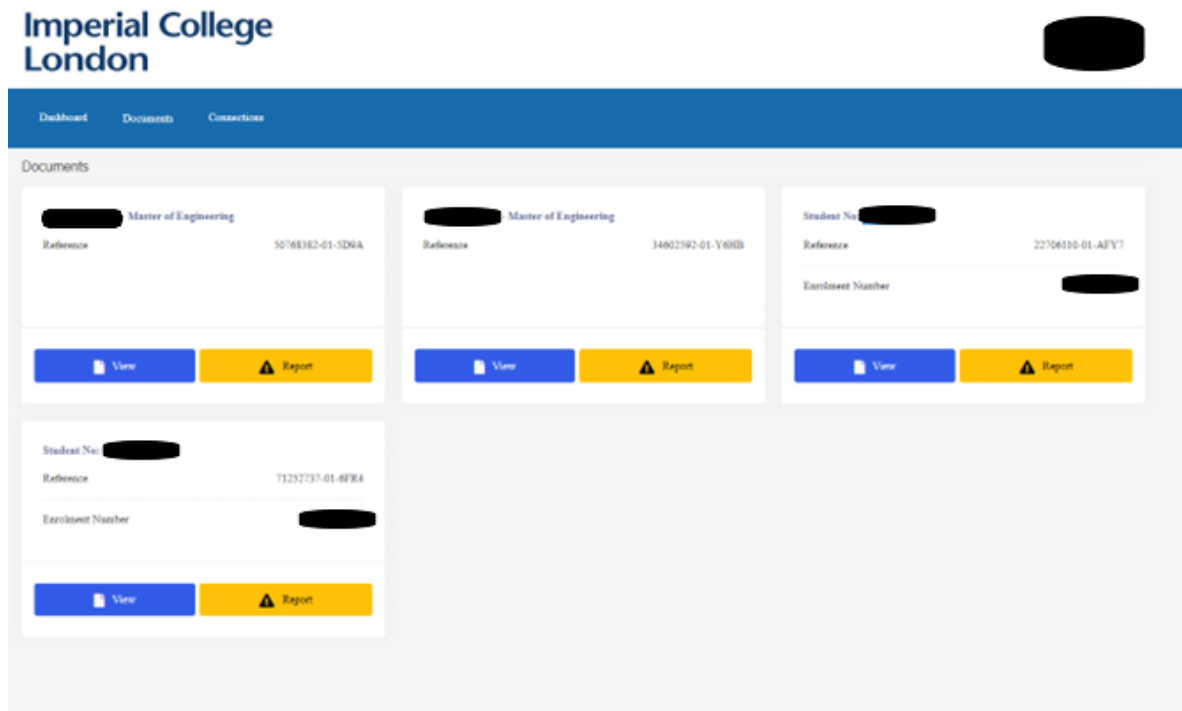 Imperial College
London
Dashboard Documents Connections
Documents
Master of Engineering
Reference 50768382-01-5D9A
View Report
- Master of Engineering
Reference 34602592-01-Y6HB
View Report
Student No:
Reference 22706110-01-AFY7
Enrolment Number
View Report
Student No:
Reference 71252737-01-6FR4
Enrolment Number
View Report